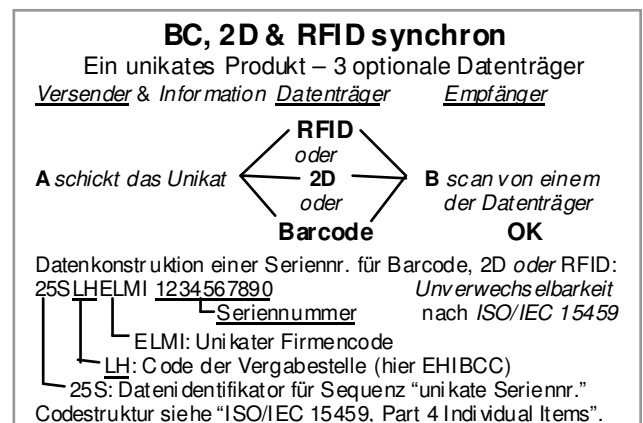 BC, 2D & RFID synchron
Ein unikates Produkt – 3 optionale Datenträger
Versender & Information Datenträger Empfänger
RFID
oder
A schickt das Unikat 2D B scan von einem
oder der Datenträger
Barcode OK
Datenkonstruktion einer Seriennr. für Barcode, 2D oder RFID:
25SLHELMI 1234567890 Unverwechselbarkeit
Seriennummer nach ISO/IEC 15459
ELMI: Unikater Firmencode
LH: Code der Vergabestelle (hier EHIBCC)
25S: Datenidentifikator für Sequenz “unikate Seriennr.”
Codestruktur siehe “ISO/IEC 15459, Part 4 Individual Items”.